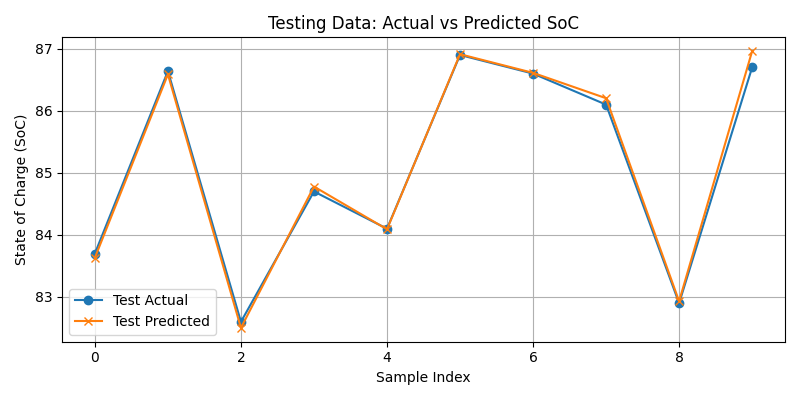 Testing Data: Actual vs Predicted SoC
State of Charge (SoC)
87
86
85
84
83
Test Actual
Test Predicted
0 2 4 6 8
Sample Index